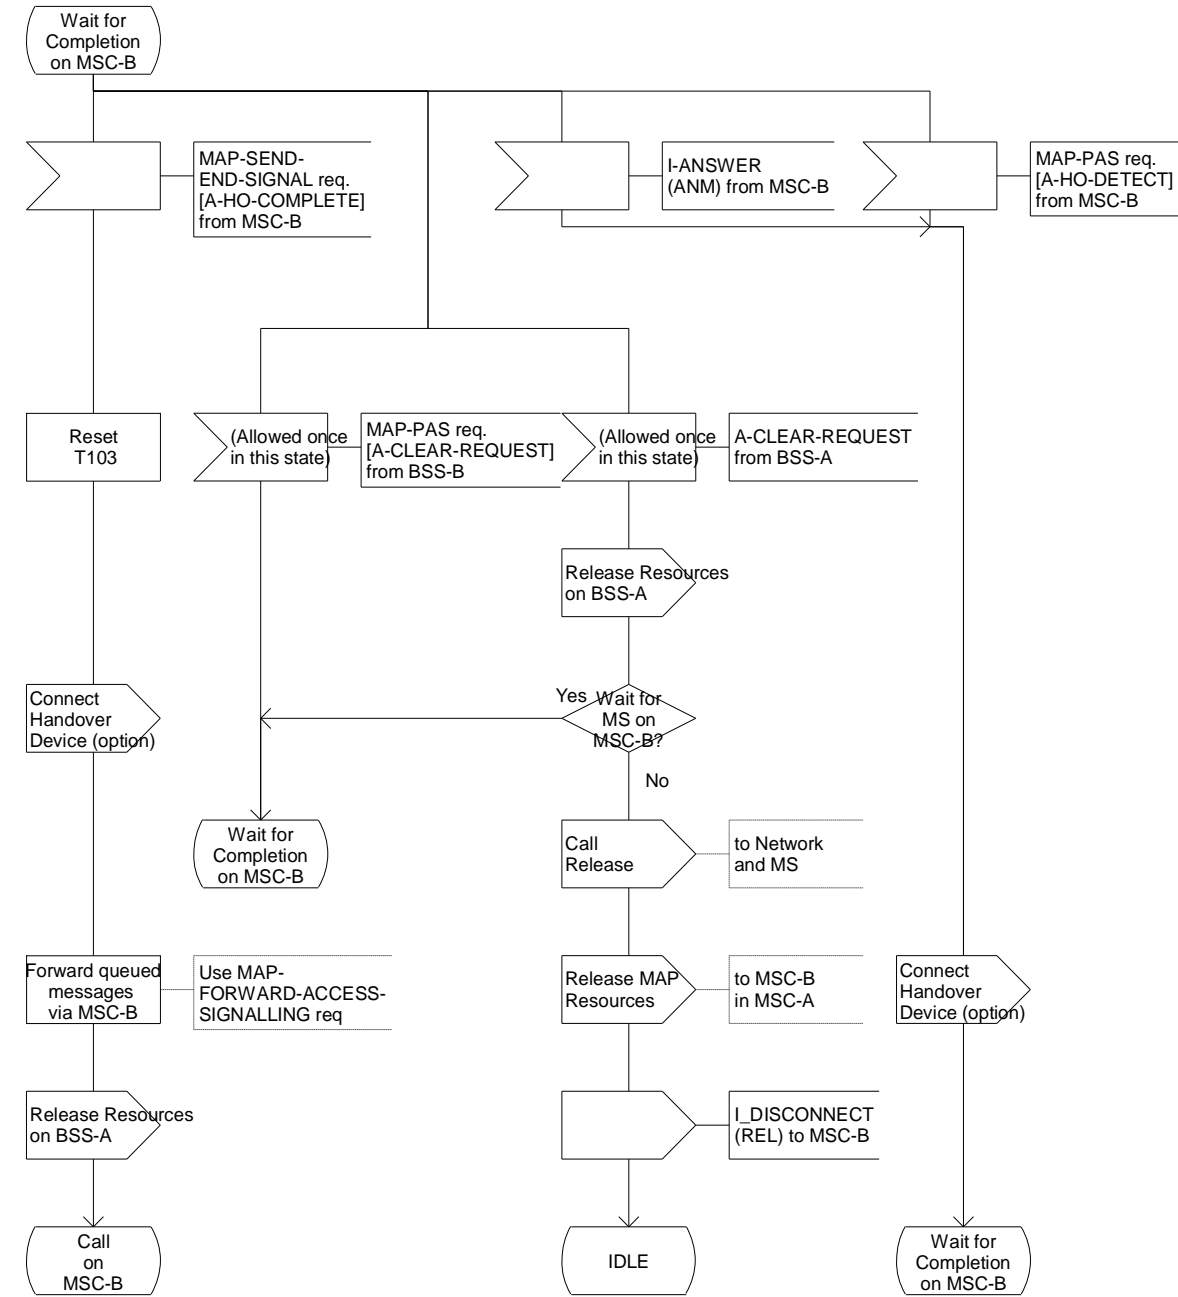 Wait for
Completion
on MSC-B
MAP-SEND-
END-SIGNAL req.
[A-HO-COMPLETE]
from MSC-B
I-ANSWER
(ANM) from MSC-B
MAP-PAS req.
[A-HO-DETECT]
from MSC-B
Reset
T103
(Allowed once
in this state)
MAP-PAS req.
[A-CLEAR-REQUEST]
from BSS-B
(Allowed once
in this state)
A-CLEAR-REQUEST
from BSS-A
Release Resources
on BSS-A
Connect
Handover
Device (option)
Yes
Wait for
MS on
MSC-B?
No
Wait for
Completion
on MSC-B
Call
Release
to Network
and MS
Forward queued
messages
via MSC-B
Use MAP-
FORWARD-ACCESS-
SIGNALLING req
Release MAP
Resources
to MSC-B
in MSC-A
Connect
Handover
Device (option)
Release Resources
on BSS-A
I_DISCONNECT
(REL) to MSC-B
Call
on
MSC-B
IDLE
Wait for
Completion
on MSC-B